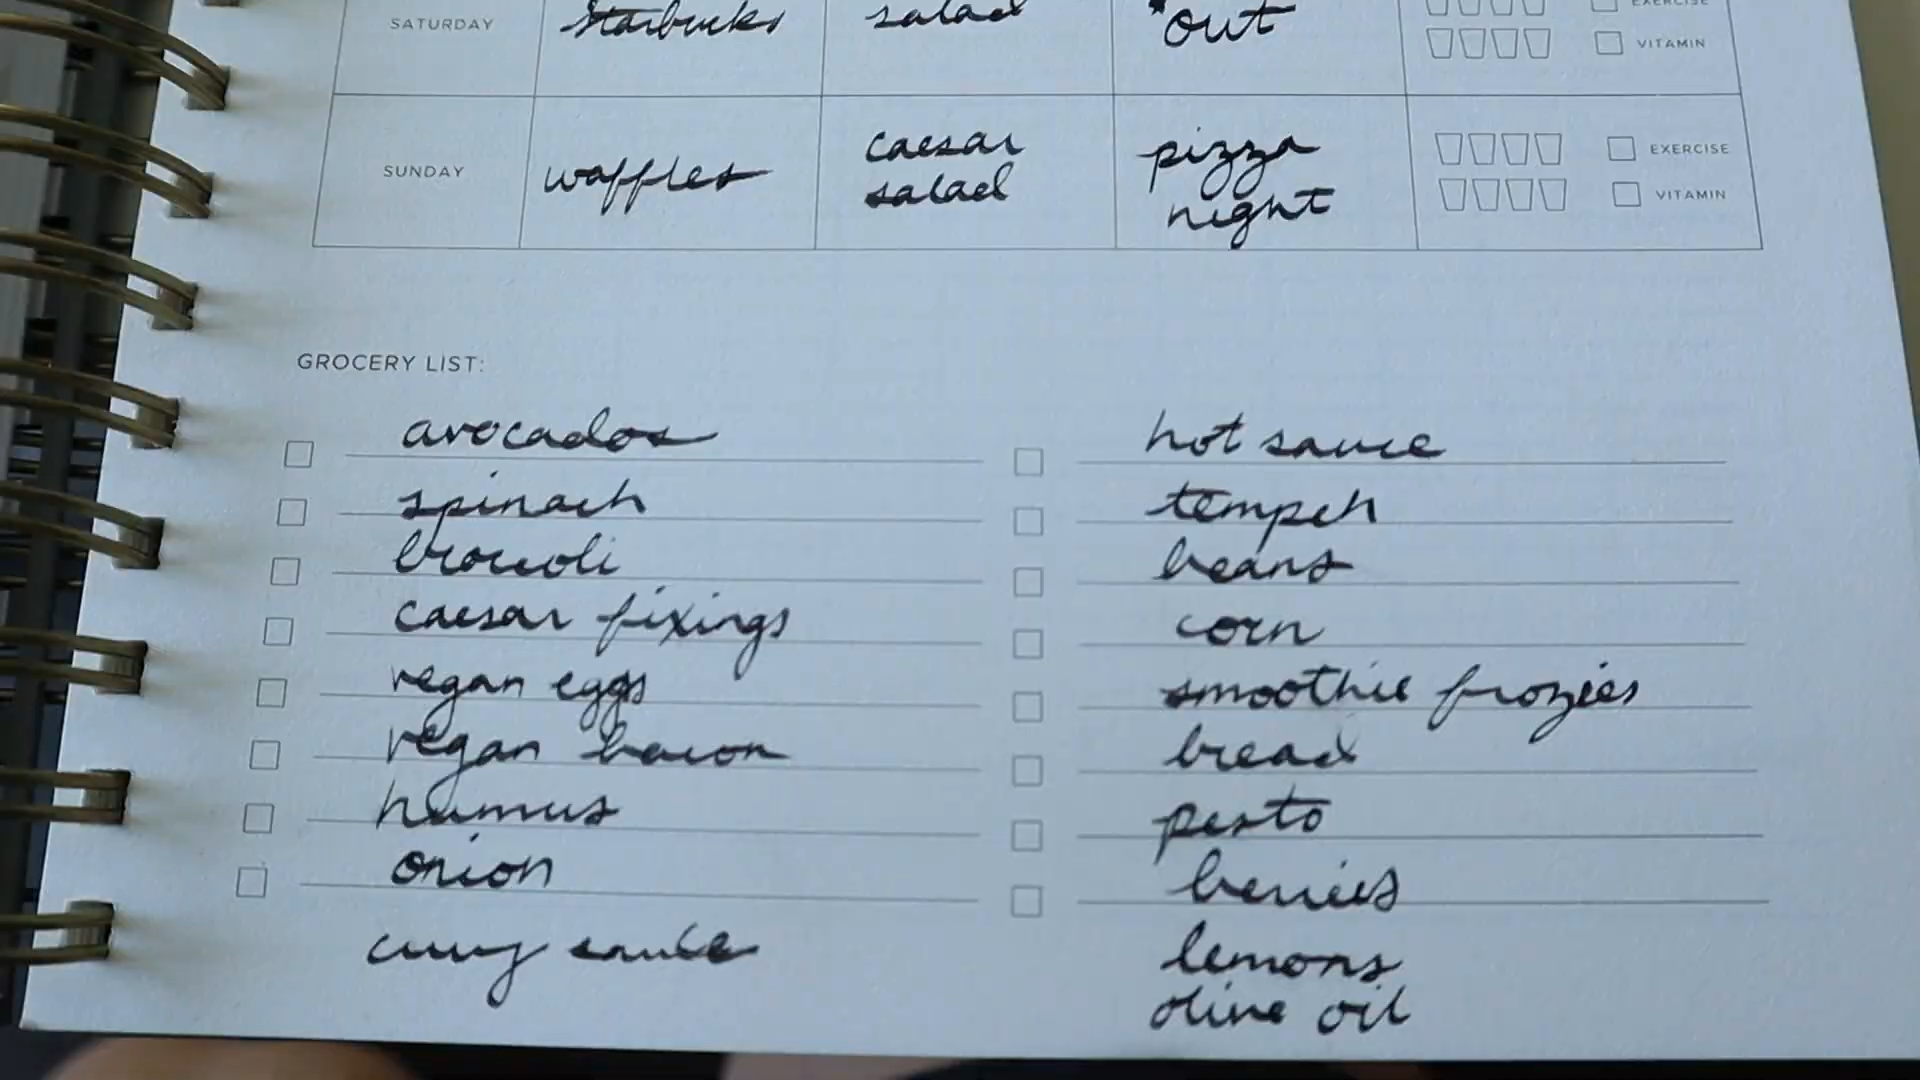 SATURDAY Starbucks salad *out EXERCISE
VITAMIN
SUNDAY waffles caesar salad pizza night EXERCISE
VITAMIN
GROCERY LIST:
avocados
spinach
broccoli
caesar fixings
vegan eggs
vegan bacon
humus
onion
curry sauce
hot sauce
tempeh
beans
corn
smoothie frozies
bread
pesto
berries
lemons
olive oil